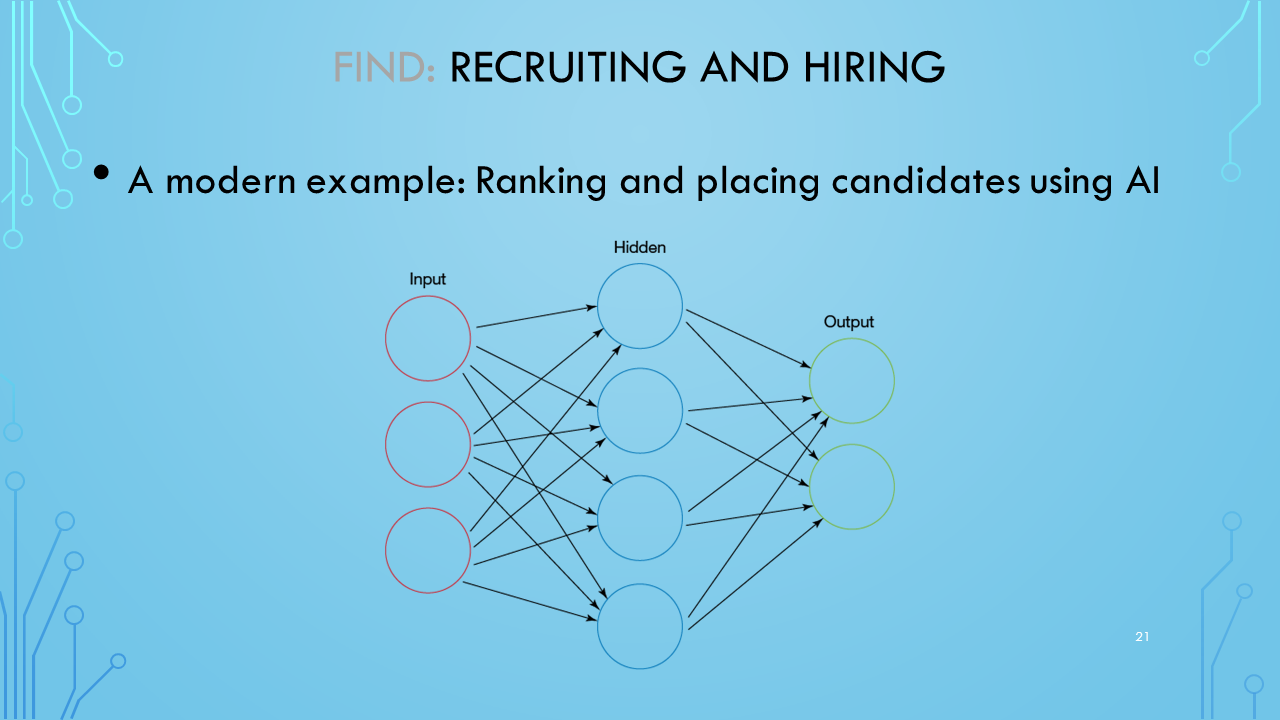 FIND: RECRUITING AND HIRING
• A modern example: Ranking and placing candidates using AI
Hidden
Input
Output
21